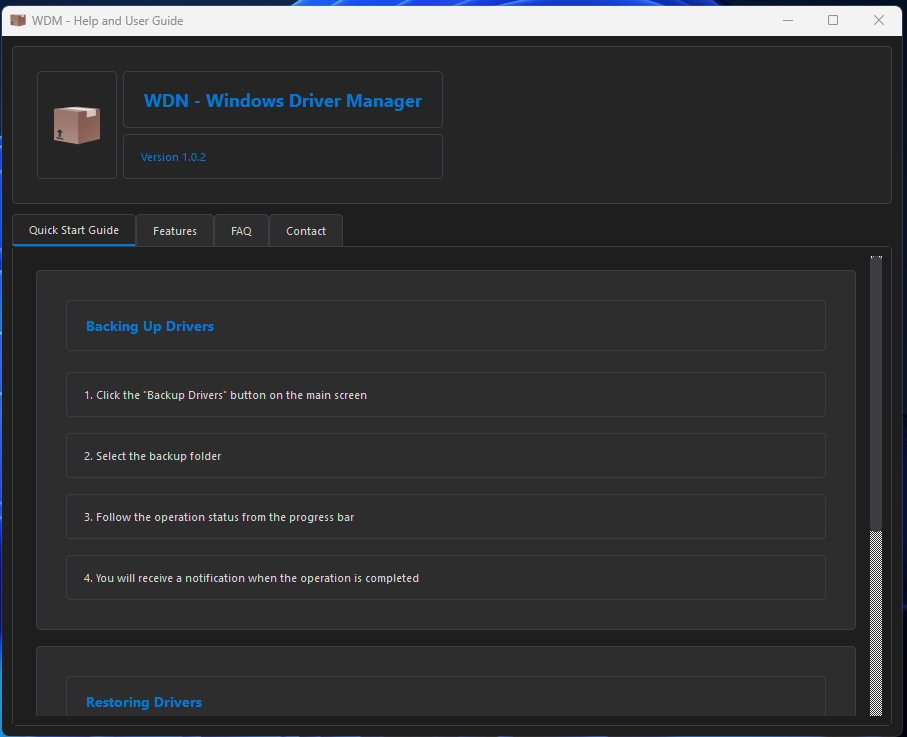 WDM - Help and User Guide
WDN - Windows Driver Manager
Version 1.0.2
Quick Start Guide
Features
FAQ
Contact
Backing Up Drivers
1. Click the "Backup Drivers" button on the main screen
2. Select the backup folder
3. Follow the operation status from the progress bar
4. You will receive a notification when the operation is completed
Restoring Drivers